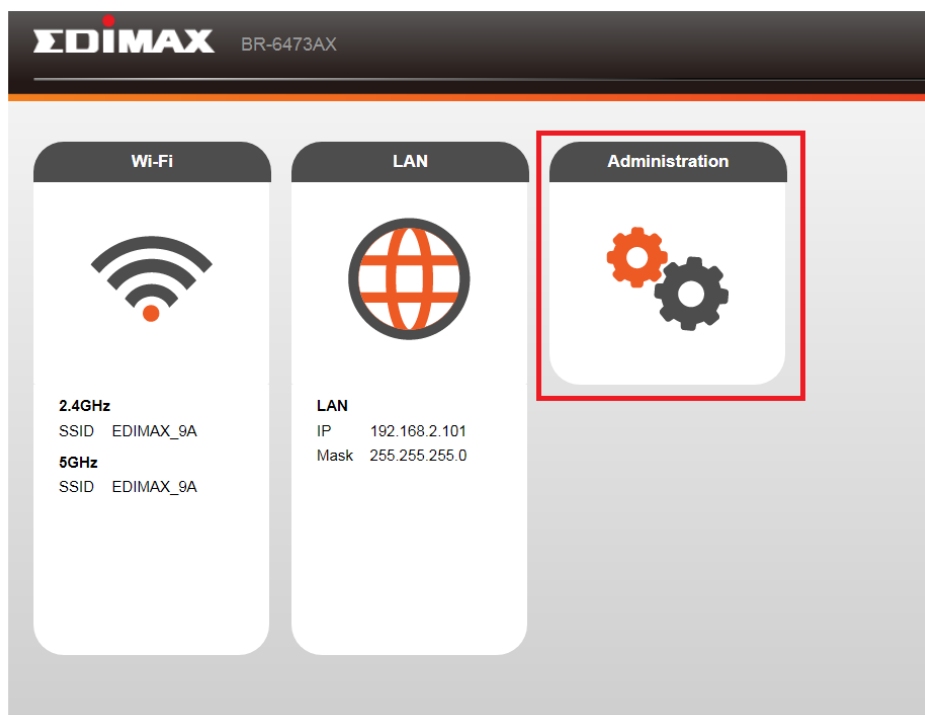 EDIMAX BR-6473AX
Wi-Fi
LAN
Administration
2.4GHz
SSID EDIMAX_9A
5GHz
SSID EDIMAX_9A
LAN
IP 192.168.2.101
Mask 255.255.255.0